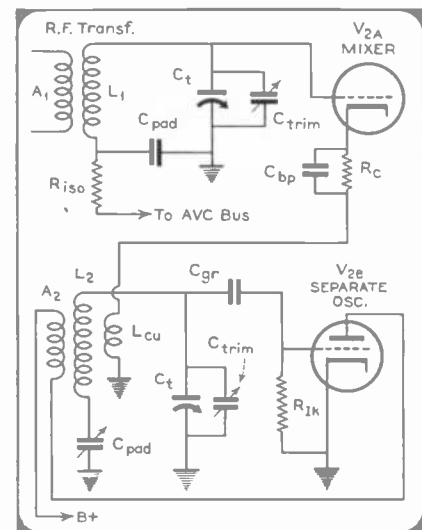 R.F. Transf.
V2A
MIXER
A1
L1
Ct
Ctrim
Cpad
Riso
To AVC Bus
Cbp
RC
L2
A2
Cgr
V2B
SEPARATE
OSC.
LCU
Ctrim
Ct
RIk
Cpad
B+